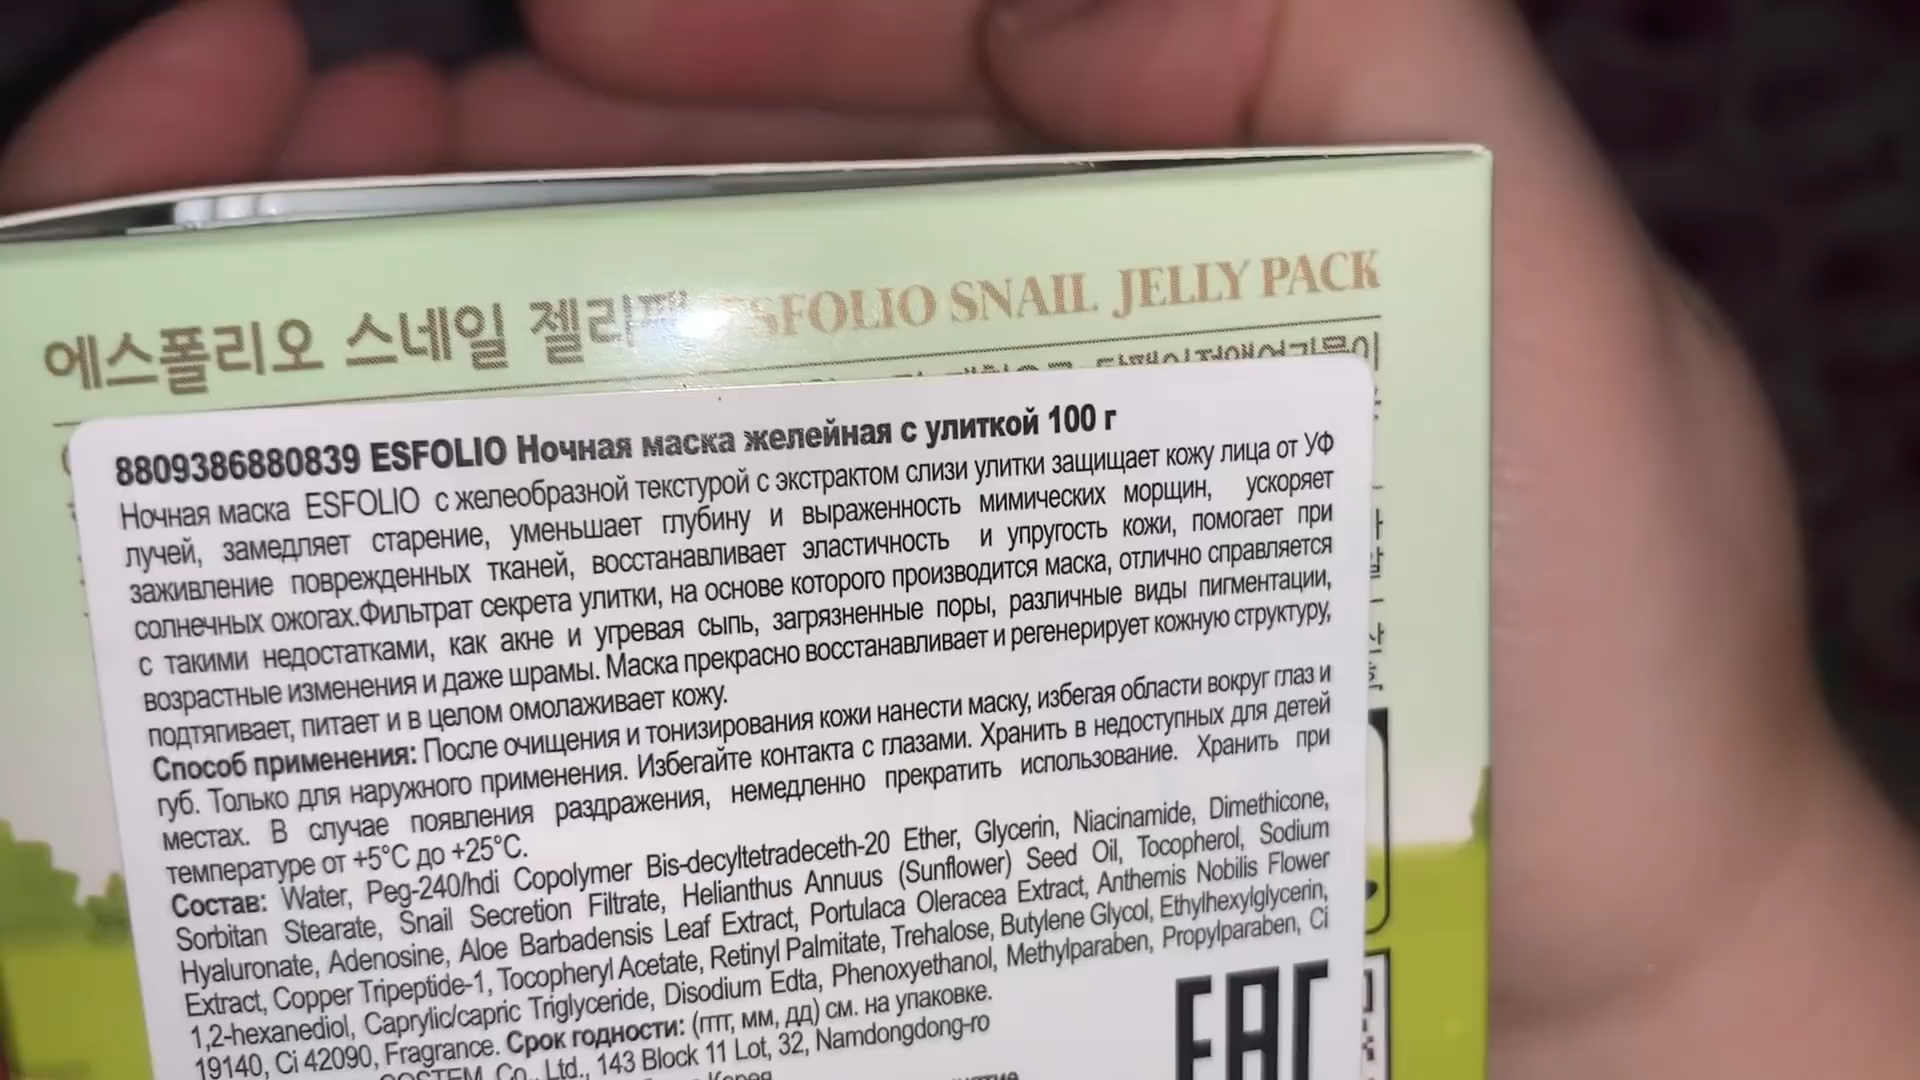 에스폴리오 스네일 젤리팩 ESFOLIO SNAIL JELLY PACK
8809386880839 ESFOLIO Ночная маска желейная с улиткой 100 г
Ночная маска ESFOLIO с желеобразной текстурой с экстрактом слизи улитки защищает кожу лица от УФ
лучей, замедляет старение, уменьшает глубину и выраженность мимических морщин, ускоряет
заживление поврежденных тканей, восстанавливает эластичность и упругость кожи, помогает при
солнечных ожогах.Фильтрат секрета улитки, на основе которого производится маска, отлично справляется
с такими недостатками, как акне и угревая сыпь, загрязненные поры, различные виды пигментации,
возрастные изменения и даже шрамы. Маска прекрасно восстанавливает и регенерирует кожную структуру,
подтягивает, питает и в целом омолаживает кожу.
Способ применения: После очищения и тонизирования кожи нанести маску, избегая области вокруг глаз и
губ. Только для наружного применения. Избегайте контакта с глазами. Хранить в недоступных для детей
местах. В случае появления раздражения, немедленно прекратить использование. Хранить при
температуре от +5°C до +25°C.
Состав: Water, Peg-240/hdi Copolymer Bis-decyltetradeceth-20 Ether, Glycerin, Niacinamide, Dimethicone,
Sorbitan Stearate, Snail Secretion Filtrate, Helianthus Annuus (Sunflower) Seed Oil, Tocopherol, Sodium
Hyaluronate, Adenosine, Aloe Barbadensis Leaf Extract, Portulaca Oleracea Extract, Anthemis Nobilis Flower
Extract, Copper Tripeptide-1, Tocopheryl Acetate, Retinyl Palmitate, Trehalose, Butylene Glycol, Ethylhexylglycerin,
1,2-hexanediol, Caprylic/capric Triglyceride, Disodium Edta, Phenoxyethanol, Methylparaben, Propylparaben, Ci
19140, Ci 42090, Fragrance. Срок годности: (гггг, мм, дд) см. на упаковке.
Co., Ltd., 143 Block 11 Lot, 32, Namdongdong-ro
EAC